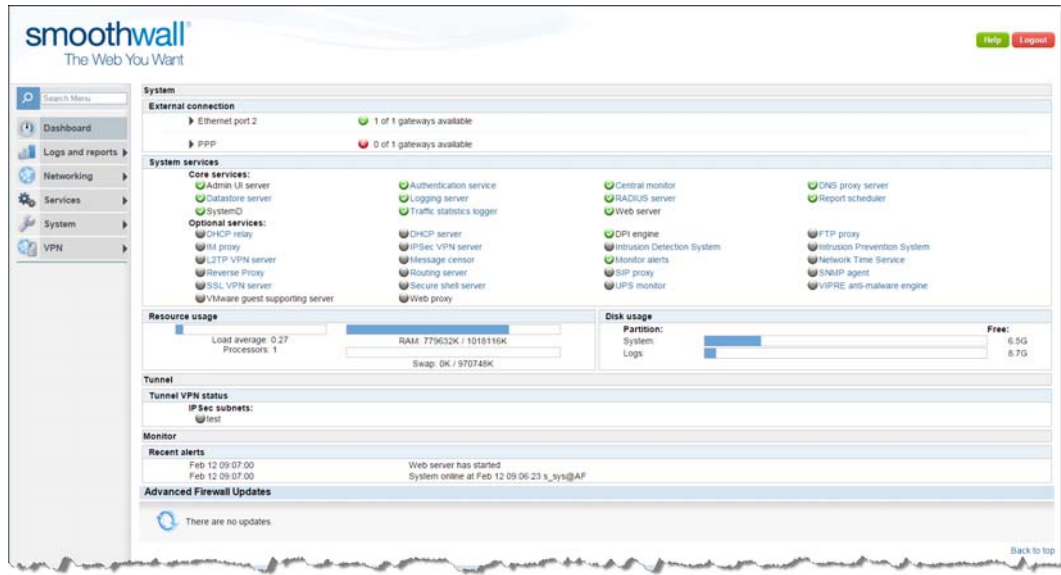 smoothwall®
The Web You Want
Help Logout
Search Menu
Dashboard
Logs and reports
Networking
Services
System
VPN
System
External connection
Ethernet port 2 1 of 1 gateways available
PPP 0 of 1 gateways available
System services
Core services:
Admin UI server Authentication service Central monitor DNS proxy server
Datastore server Logging server RADIUS server Report scheduler
SystemD Traffic statistics logger Web server
Optional services:
DHCP relay DHCP server DPI engine FTP proxy
IM proxy IPSec VPN server Intrusion Detection System Intrusion Prevention System
L2TP VPN server Message censor Monitor alerts Network Time Service
Reverse Proxy Routing server SIP proxy SNMP agent
SSL VPN server Secure shell server UPS monitor VIPRE anti-malware engine
VMware guest supporting server Web proxy
Resource usage Disk usage
Partition: Free:
Load average: 0.27 RAM: 779632K / 1018116K System: 6.5G
Processors: 1 Logs: 8.7G
Swap: 0K / 970748K
Tunnel
Tunnel VPN status
IPSec subnets:
test
Monitor
Recent alerts
Feb 12 09:07:00 Web server has started
Feb 12 09:07:00 System online at Feb 12 09:06:23 s_sys@AF
Advanced Firewall Updates
There are no updates.
Back to top